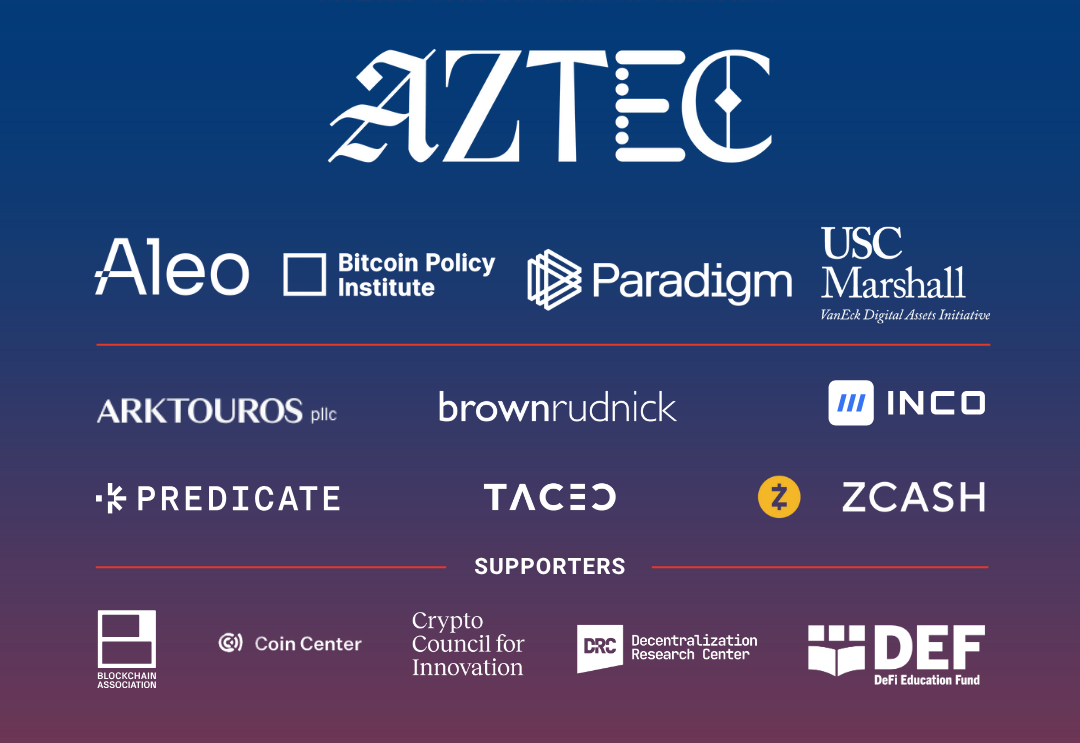 AZTEC
Aleo
Bitcoin Policy
Institute
Paradigm
USC
Marshall
VanEck Digital Assets Initiative
ARKTOUROS pllc
brownrudnick
INCO
PREDICATE
TACEO
ZCASH
SUPPORTERS
BLOCKCHAIN
ASSOCIATION
Coin Center
Crypto
Council for
Innovation
DRC
Decentralization
Research Center
DEF
DeFi Education Fund